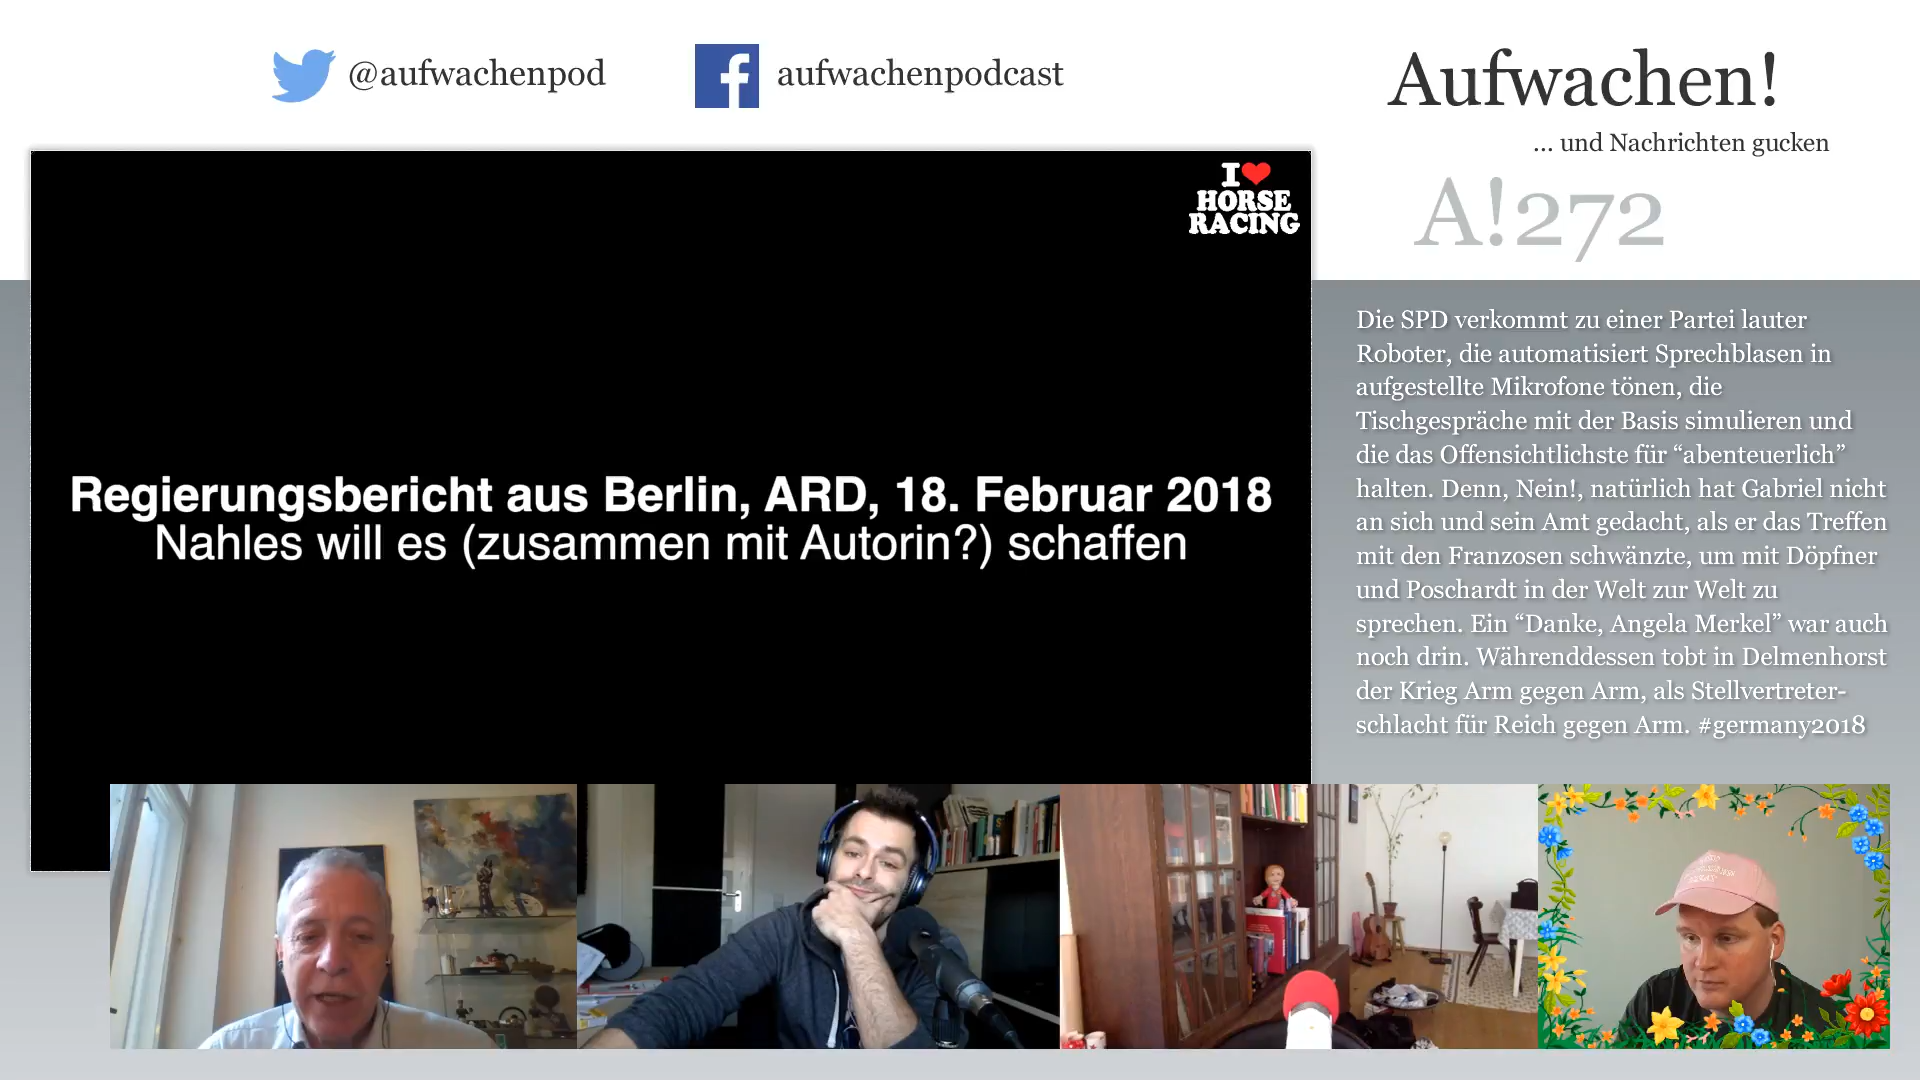 @aufwachenpod
aufwachenpodcast
Aufwachen!
... und Nachrichten gucken
A!272
I
HORSE
RACING
Regierungsbericht aus Berlin, ARD, 18. Februar 2018
Nahles will es (zusammen mit Autorin?) schaffen
Die SPD verkommt zu einer Partei lauter
Roboter, die automatisiert Sprechblasen in
aufgestellte Mikrofone tönen, die
Tischgespräche mit der Basis simulieren und
die das Offensichtlichste für “abenteuerlich”
halten. Denn, Nein!, natürlich hat Gabriel nicht
an sich und sein Amt gedacht, als er das Treffen
mit den Franzosen schwänzte, um mit Döpfner
und Poschardt in der Welt zur Welt zu
sprechen. Ein “Danke, Angela Merkel” war auch
noch drin. Währenddessen tobt in Delmenhorst
der Krieg Arm gegen Arm, als Stellvertreter-
schlacht für Reich gegen Arm. #germany2018